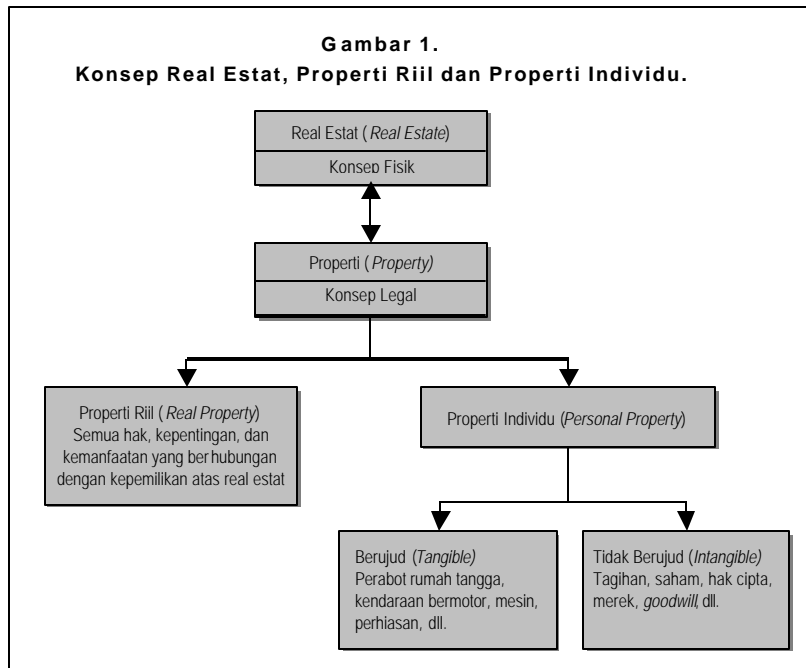 Gambar 1.
Konsep Real Estat, Properti Riil dan Properti Individu.
Real Estat (Real Estate)
Konsep Fisik
Properti (Property)
Konsep Legal
Properti Riil (Real Property)
Semua hak, kepentingan, dan
kemanfaatan yang berhubungan
dengan kepemilikan atas real estat
Properti Individu (Personal Property)
Berujud (Tangible)
Perabot rumah tangga,
kendaraan bermotor, mesin,
perhiasan, dll.
Tidak Berujud (Intangible)
Tagihan, saham, hak cipta,
merek, goodwill, dll.